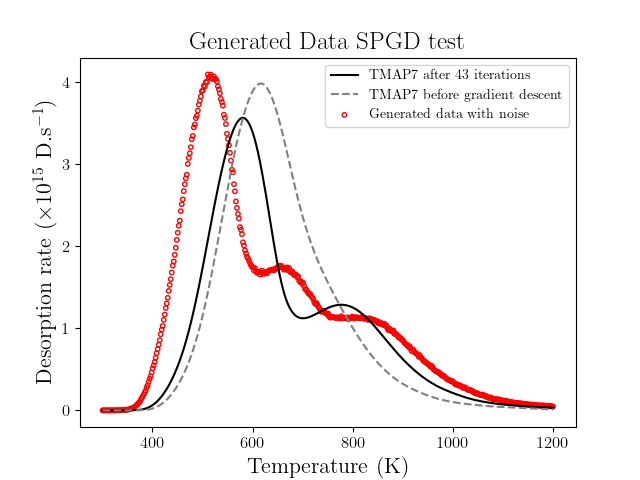 Generated Data SPGD test
TMAP7 after 43 iterations
TMAP7 before gradient descent
Generated data with noise
Desorption rate (×10¹⁵ D.s⁻¹)
4
3
2
1
0
400 600 800 1000 1200
Temperature (K)